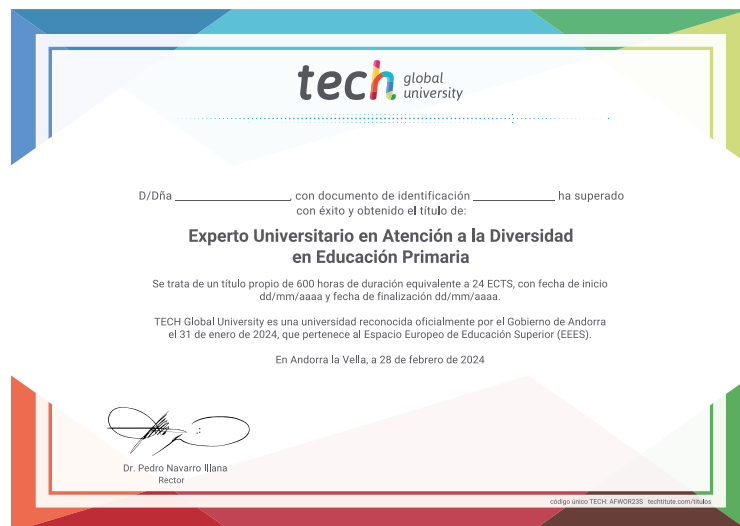 tech global
university
D/Dña ____________________, con documento de identificación ______________ ha superado
con éxito y obtenido el título de:
Experto Universitario en Atención a la Diversidad
en Educación Primaria
Se trata de un título propio de 600 horas de duración equivalente a 24 ECTS, con fecha de inicio
dd/mm/aaaa y fecha de finalización dd/mm/aaaa.
TECH Global University es una universidad reconocida oficialmente por el Gobierno de Andorra
el 31 de enero de 2024, que pertenece al Espacio Europeo de Educación Superior (EEES).
En Andorra la Vella, a 28 de febrero de 2024
Dr. Pedro Navarro Illana
Rector
código único TECH: AFWOR23S techtitute.com/titulos